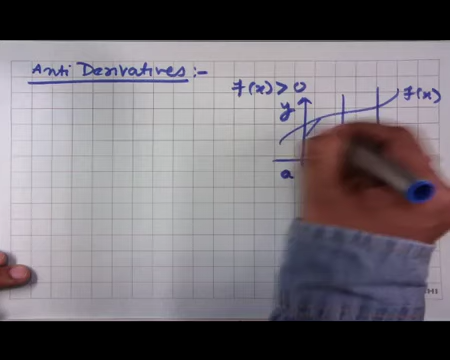 Anti Derivatives :-
f(x) > 0
y
f(x)
a